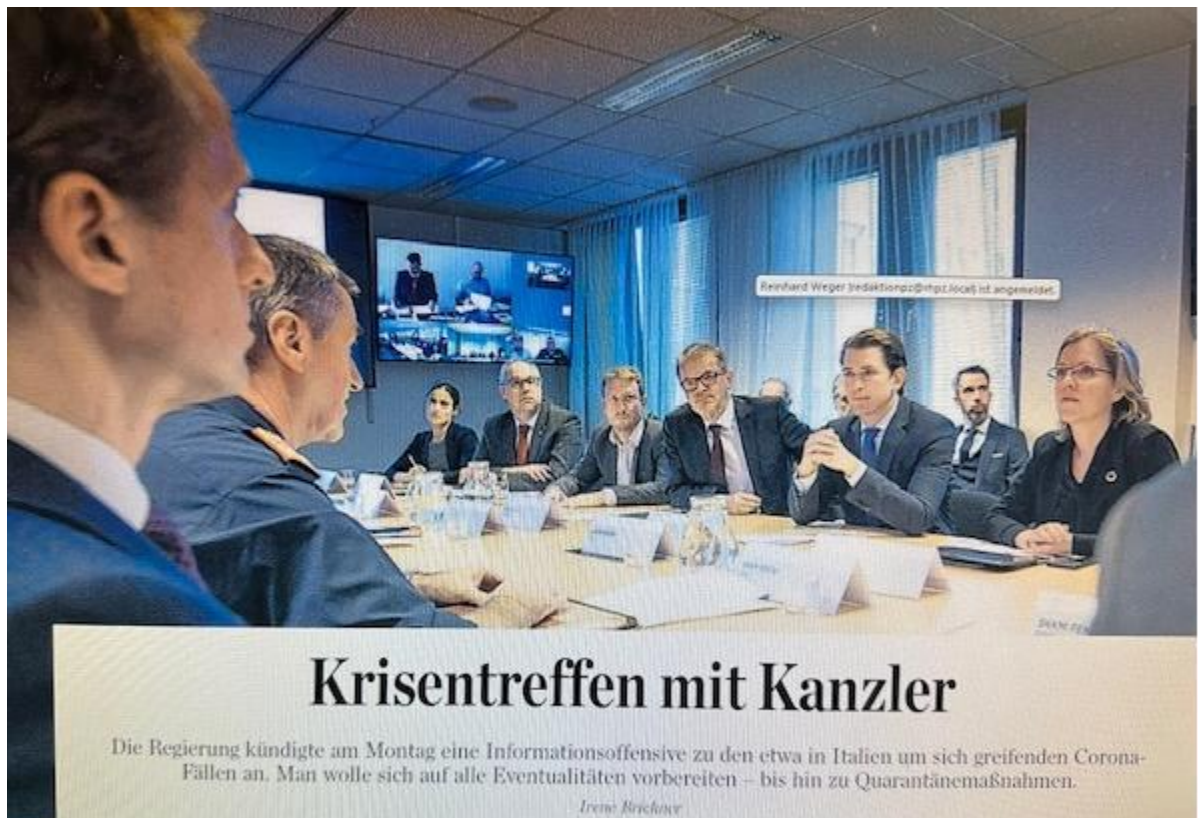 Reinhard Weger (redaktionpz@vhpz.local) ist angemeldet.
Krisentreffen mit Kanzler
Die Regierung kündigte am Montag eine Informationsoffensive zu den etwa in Italien um sich greifenden Corona-
Fällen an. Man wolle sich auf alle Eventualitäten vorbereiten – bis hin zu Quarantänemaßnahmen.
Irene Brickner